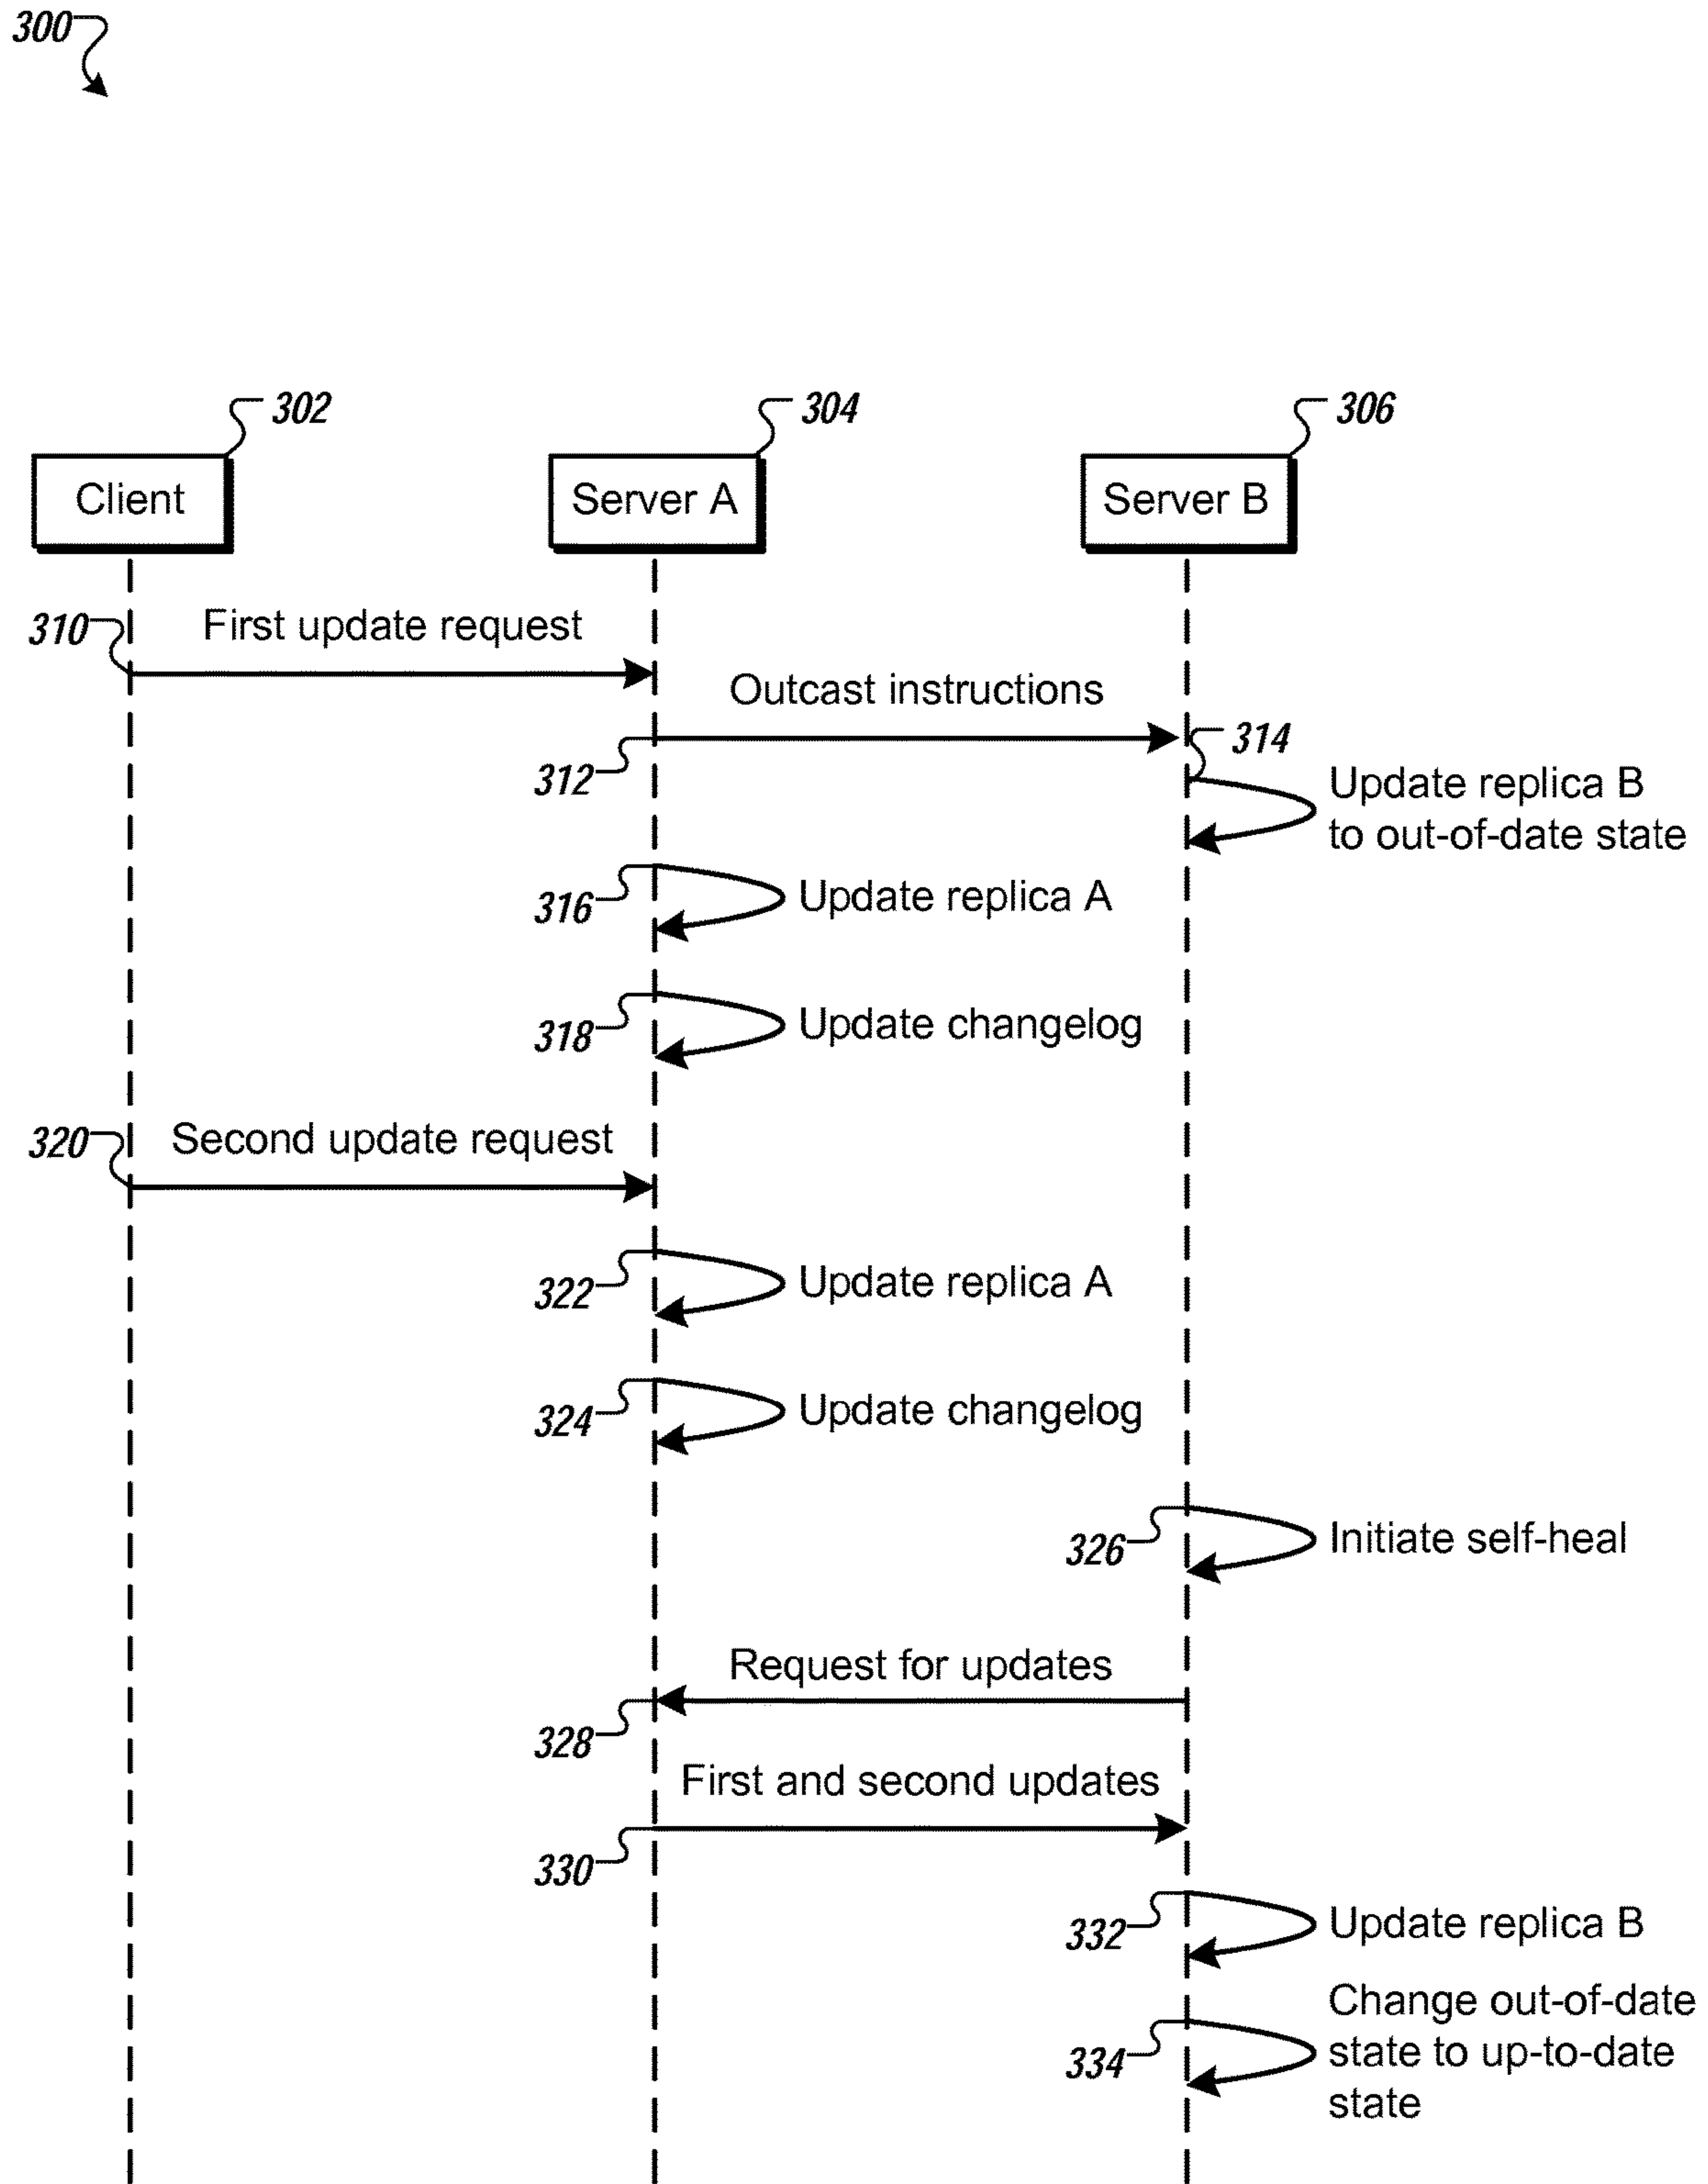 300
302
304
306
Client
Server A
Server B
310
First update request
Outcast instructions
312
314
Update replica B
to out-of-date state
316
Update replica A
318
Update changelog
320
Second update request
322
Update replica A
324
Update changelog
326
Initiate self-heal
Request for updates
328
First and second updates
330
332
Update replica B
334
Change out-of-date
state to up-to-date
state